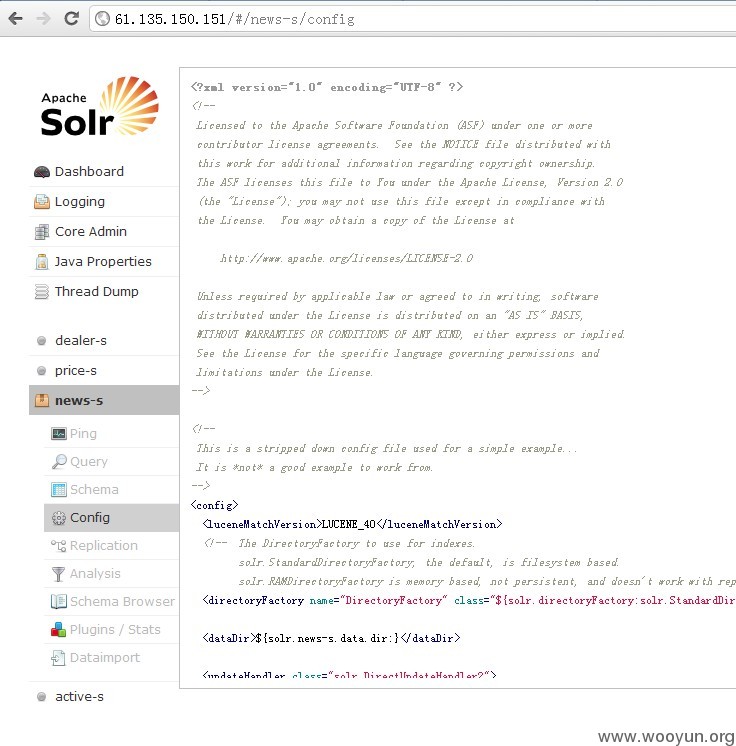 61.135.150.151/#/news-s/config
Apache
Solr
Dashboard
Logging
Core Admin
Java Properties
Thread Dump
dealer-s
price-s
news-s
Ping
Query
Schema
Config
Replication
Analysis
Schema Browser
Plugins / Stats
Dataimport
active-s
<?xml version="1.0" encoding="UTF-8" ?>
<!--
Licensed to the Apache Software Foundation (ASF) under one or more
contributor license agreements.  See the NOTICE file distributed with
this work for additional information regarding copyright ownership.
The ASF licenses this file to You under the Apache License, Version 2.0
(the "License"); you may not use this file except in compliance with
the License.  You may obtain a copy of the License at
http://www.apache.org/licenses/LICENSE-2.0
Unless required by applicable law or agreed to in writing, software
distributed under the License is distributed on an "AS IS" BASIS,
WITHOUT WARRANTIES OR CONDITIONS OF ANY KIND, either express or implied.
See the License for the specific language governing permissions and
limitations under the License.
-->
<!--
This is a stripped down config file used for a simple example...
It is *not* a good example to work from.
-->
<config>
<luceneMatchVersion>LUCENE_40</luceneMatchVersion>
<!--  The DirectoryFactory to use for indexes.
solr.StandardDirectoryFactory, the default, is filesystem based.
solr.RAMDirectoryFactory is memory based, not persistent, and doesn't work with rep
<directoryFactory name="DirectoryFactory" class="${solr.directoryFactory:solr.StandardDir
<dataDir>${solr.news-s.data.dir:}</dataDir>
<updateHandler class="solr.DirectUpdateHandler2">
www.wooyun.org